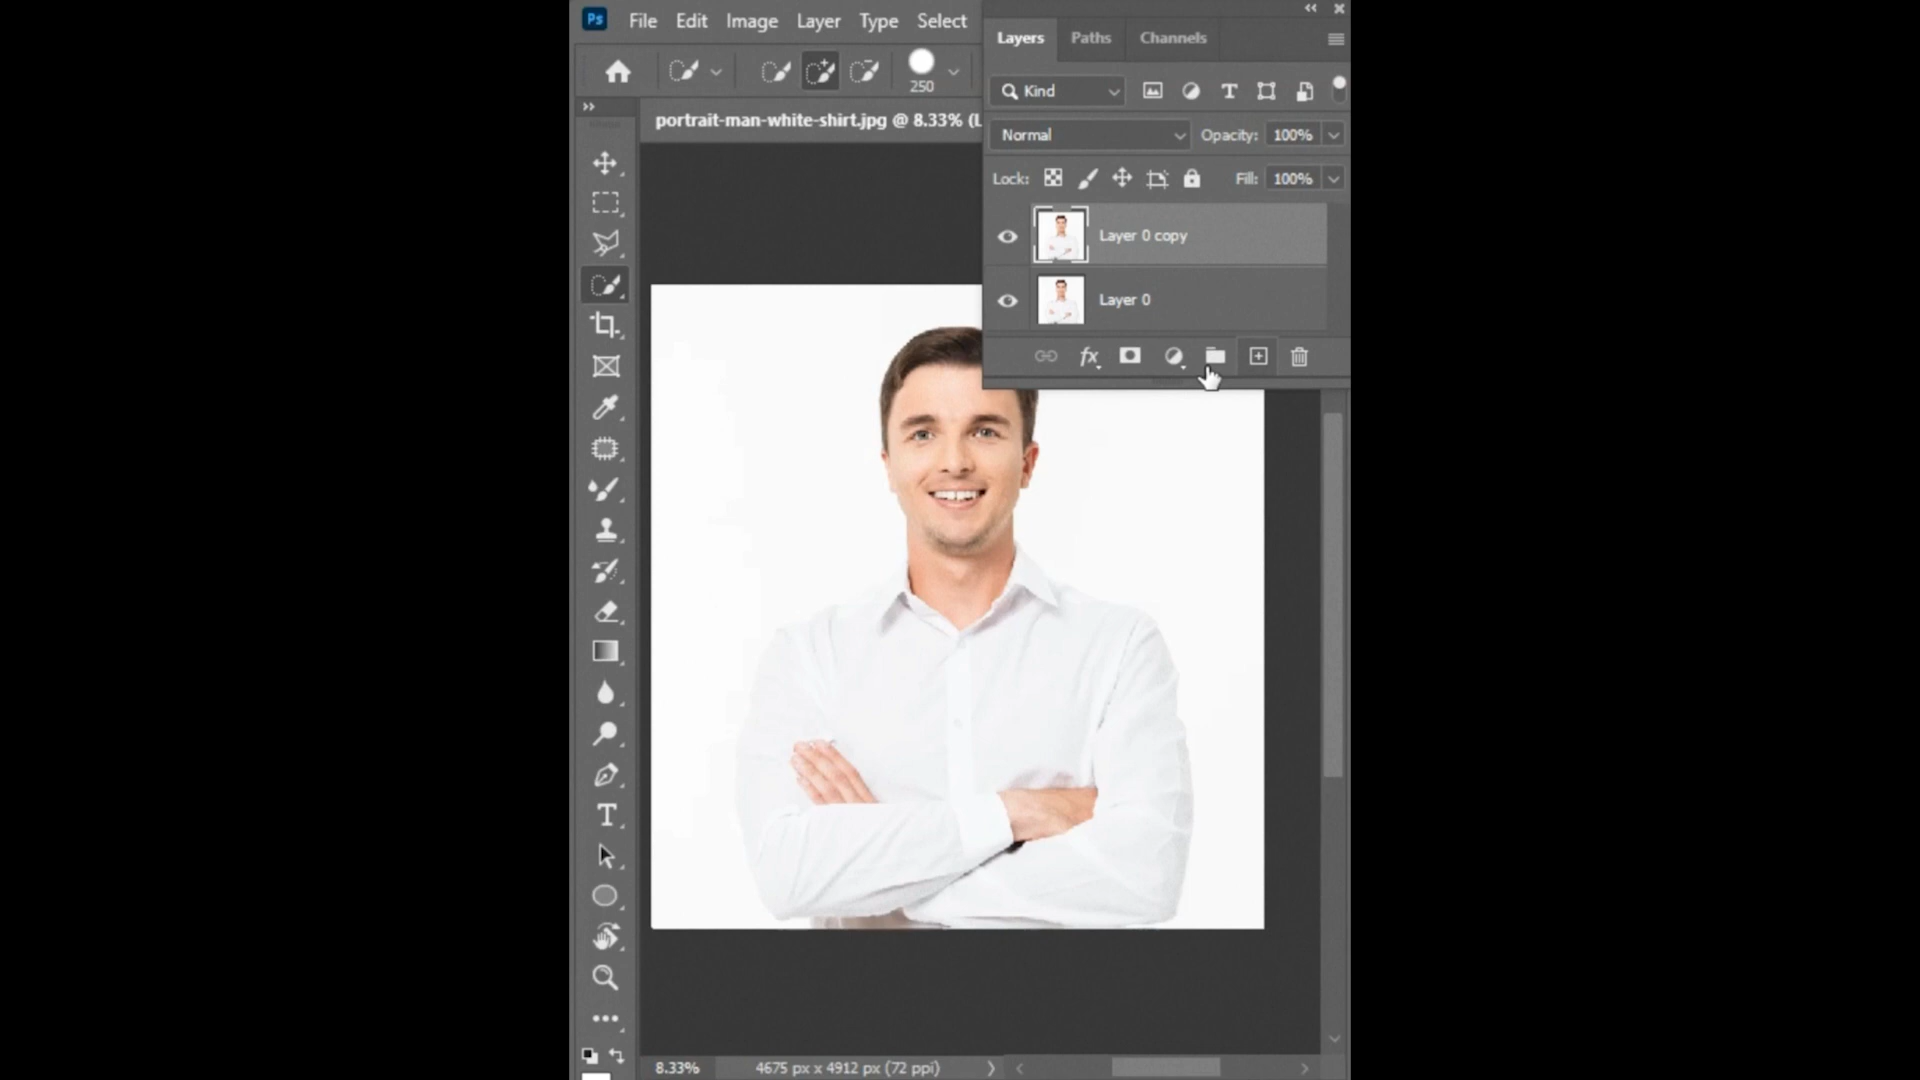 Ps File Edit Image Layer Type Select
250
portrait-man-white-shirt.jpg @ 8.33% (L
Layers Paths Channels
Kind
Normal Opacity: 100%
Lock: Fill: 100%
Layer 0 copy
Layer 0
fx
8.33% 4675 px x 4912 px (72 ppi)